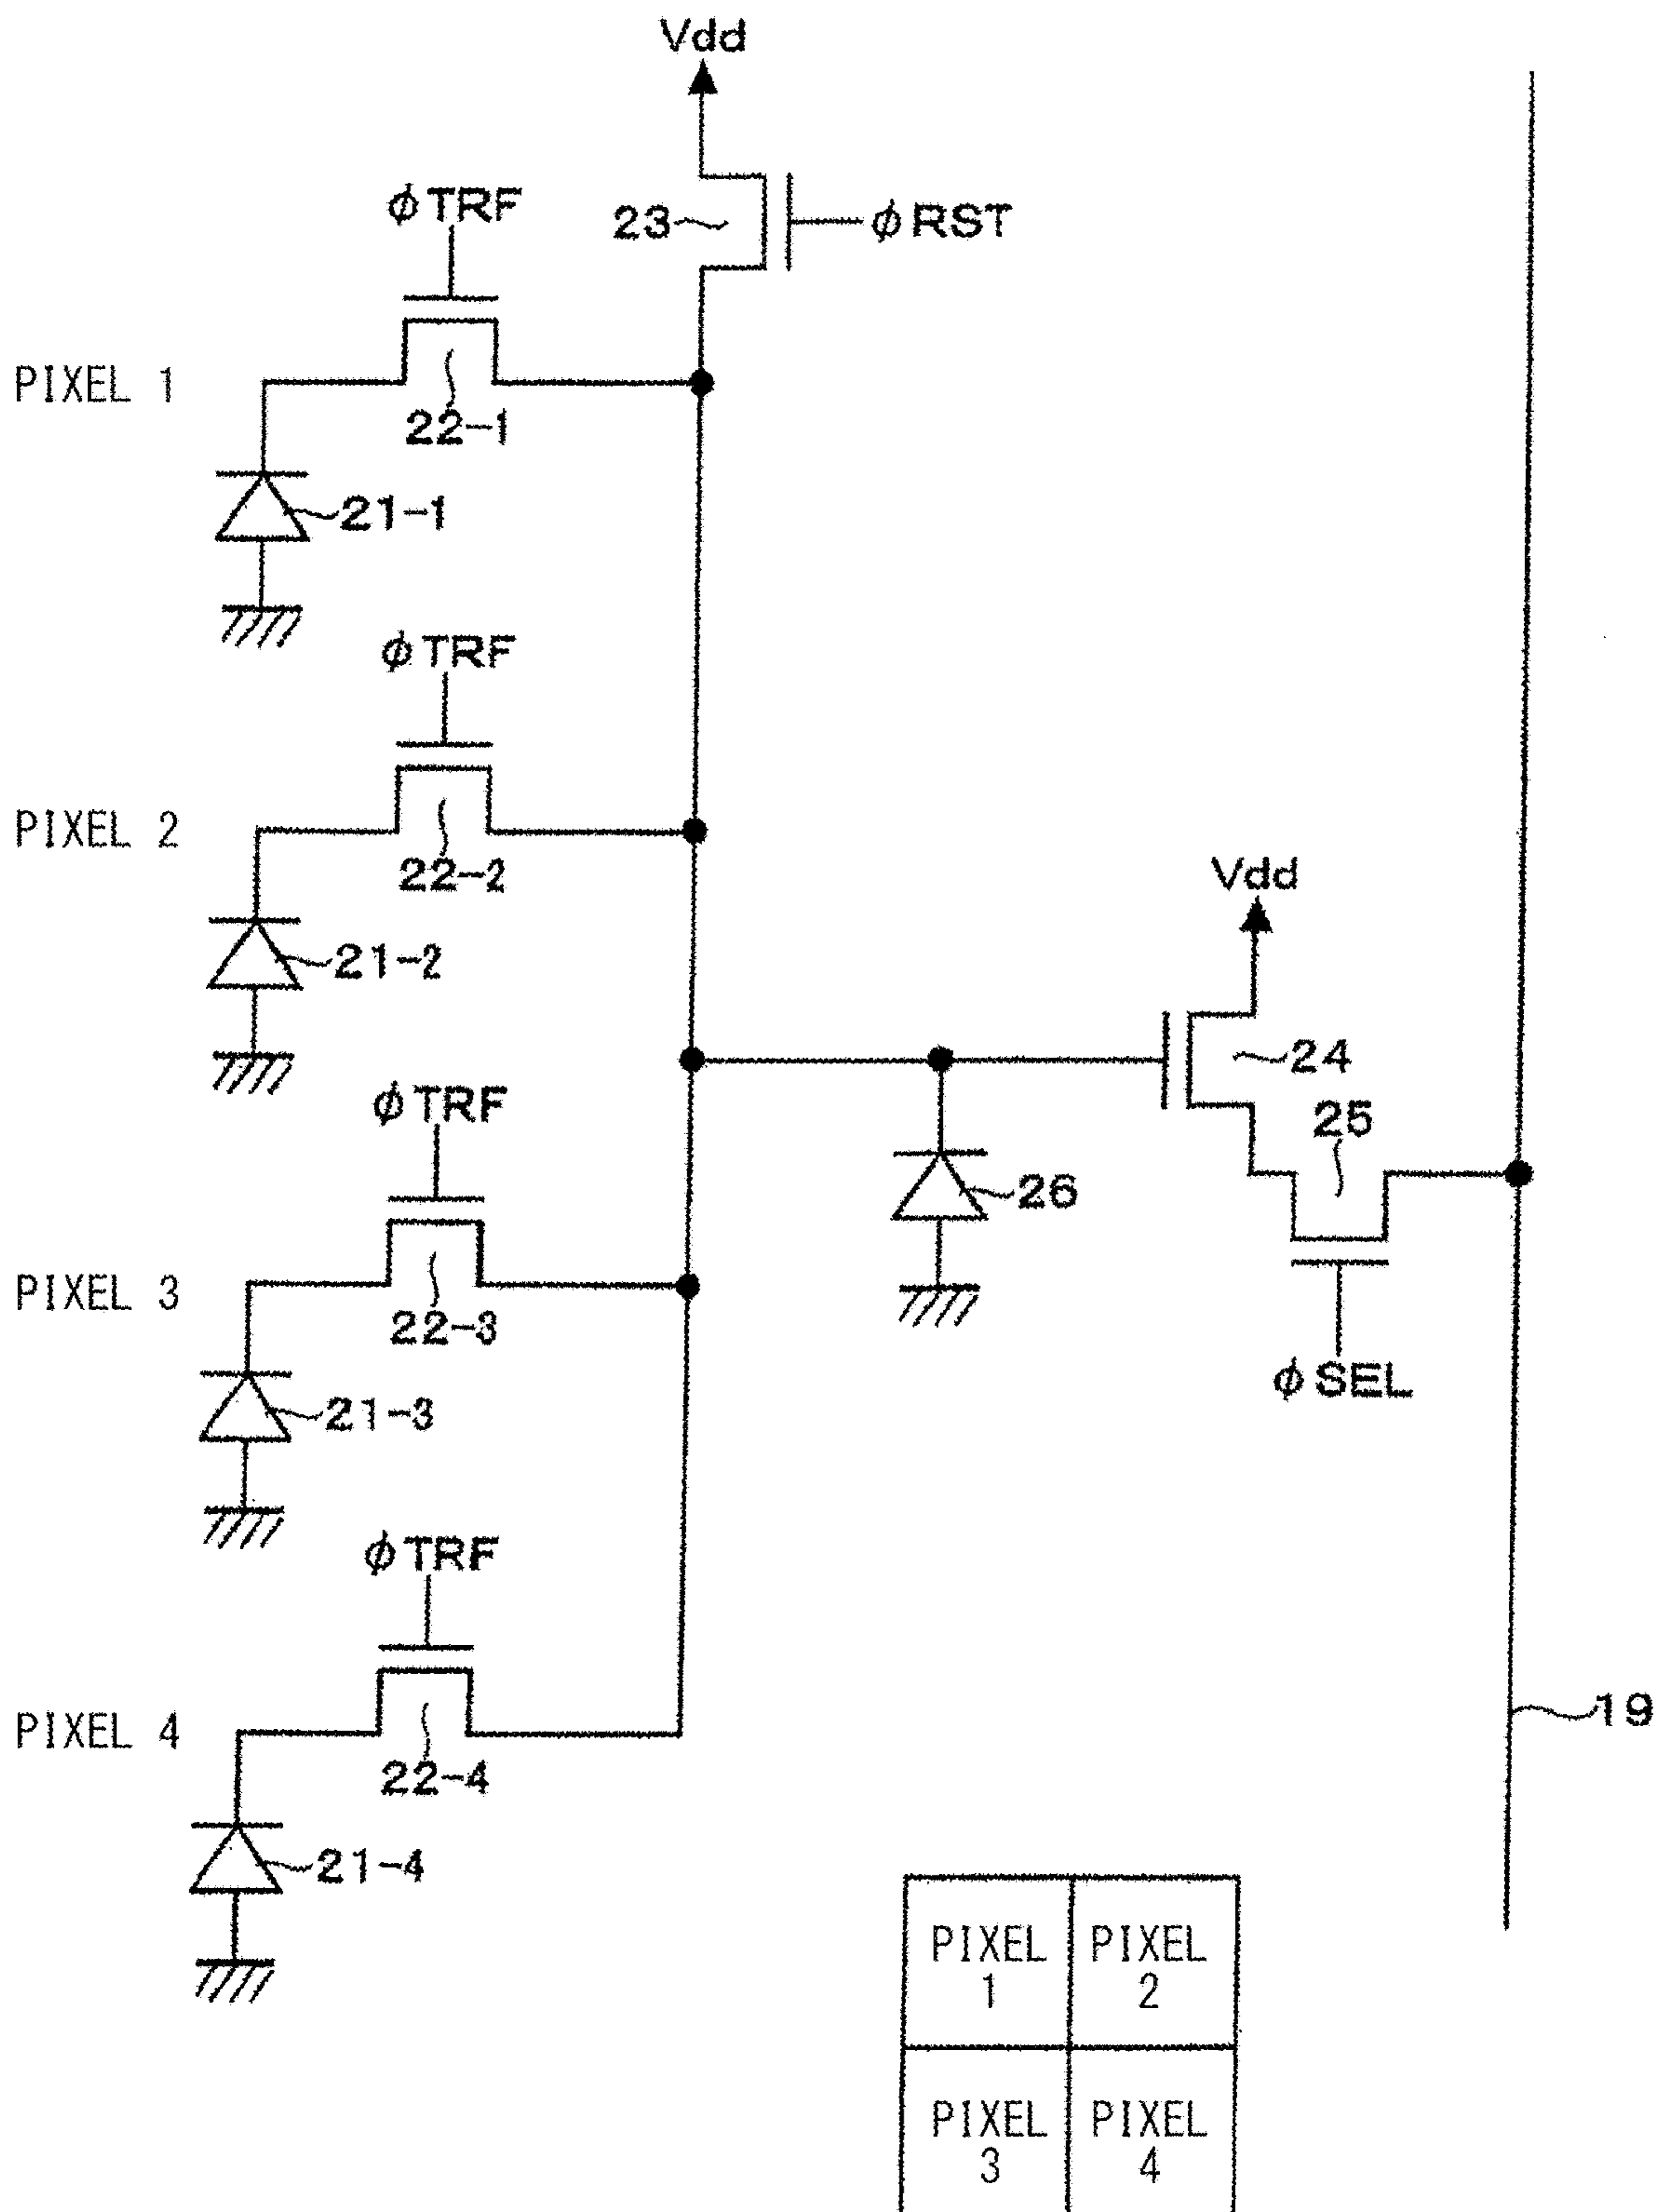 Vdd
φTRF
23
φRST
PIXEL 1
22-1
21-1
φTRF
PIXEL 2
22-2
Vdd
21-2
24
φTRF
25
26
PIXEL 3
22-3
φSEL
21-3
φTRF
19
PIXEL 4
22-4
21-4
PIXEL
1
PIXEL
2
PIXEL
3
PIXEL
4